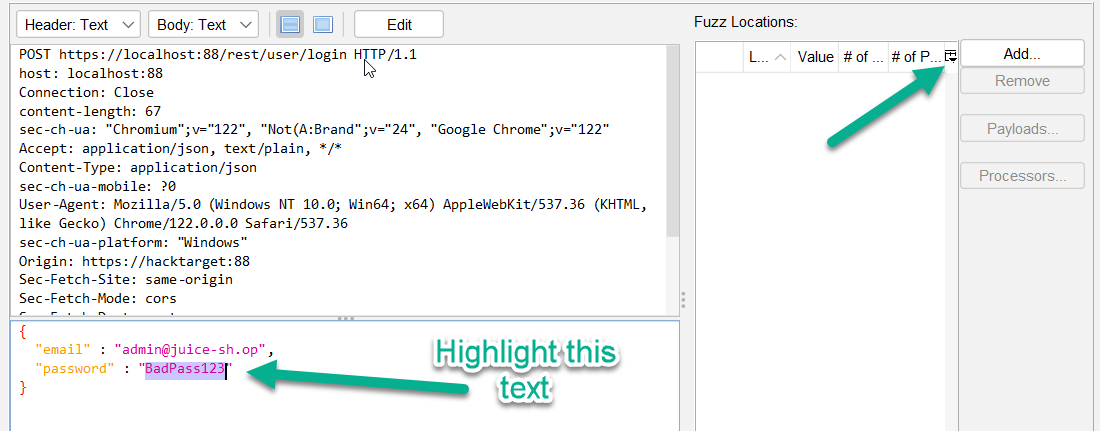 Header: Text
Body: Text
Edit
Fuzz Locations:
POST https://localhost:88/rest/user/login HTTP/1.1
host: localhost:88
Connection: Close
content-length: 67
sec-ch-ua: "Chromium";v="122", "Not(A:Brand";v="24", "Google Chrome";v="122"
Accept: application/json, text/plain, */*
Content-Type: application/json
sec-ch-ua-mobile: ?0
User-Agent: Mozilla/5.0 (Windows NT 10.0; Win64; x64) AppleWebKit/537.36 (KHTML,
like Gecko) Chrome/122.0.0.0 Safari/537.36
sec-ch-ua-platform: "Windows"
Origin: https://hacktarget:88
Sec-Fetch-Site: same-origin
Sec-Fetch-Mode: cors
{
"email" : "admin@juice-sh.op",
"password" : "BadPass123"
}
Highlight this
text
L... Value # of ... # of P...
Add...
Remove
Payloads...
Processors...